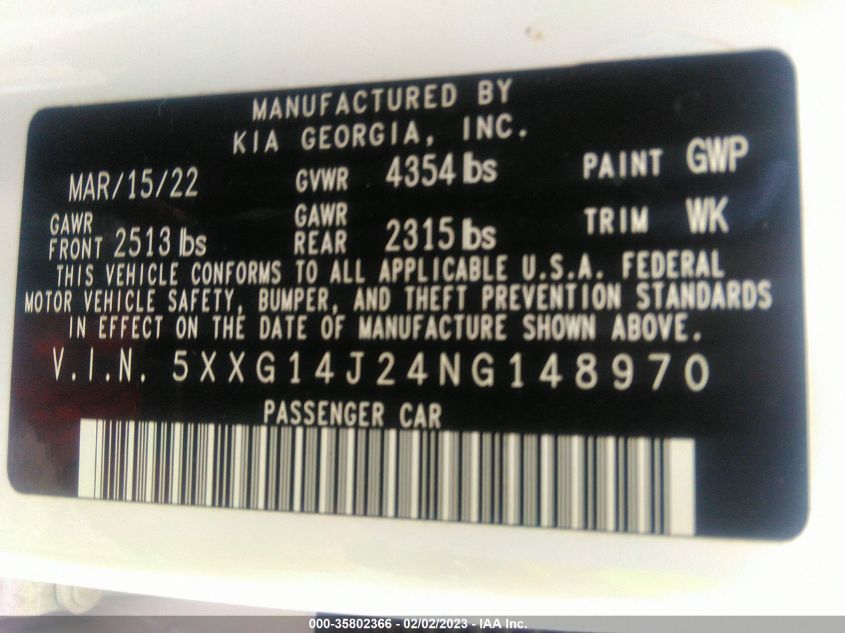 MANUFACTURED BY
KIA GEORGIA, INC.
MAR/15/22 GVWR 4354 lbs PAINT GWP
GAWR FRONT 2513 lbs GAWR REAR 2315 lbs TRIM WK
THIS VEHICLE CONFORMS TO ALL APPLICABLE U.S.A. FEDERAL
MOTOR VEHICLE SAFETY, BUMPER, AND THEFT PREVENTION STANDARDS
IN EFFECT ON THE DATE OF MANUFACTURE SHOWN ABOVE.
V.I.N. 5XXG14J24NG148970
PASSENGER CAR
000-35802366 - 02/02/2023 - IAA Inc.